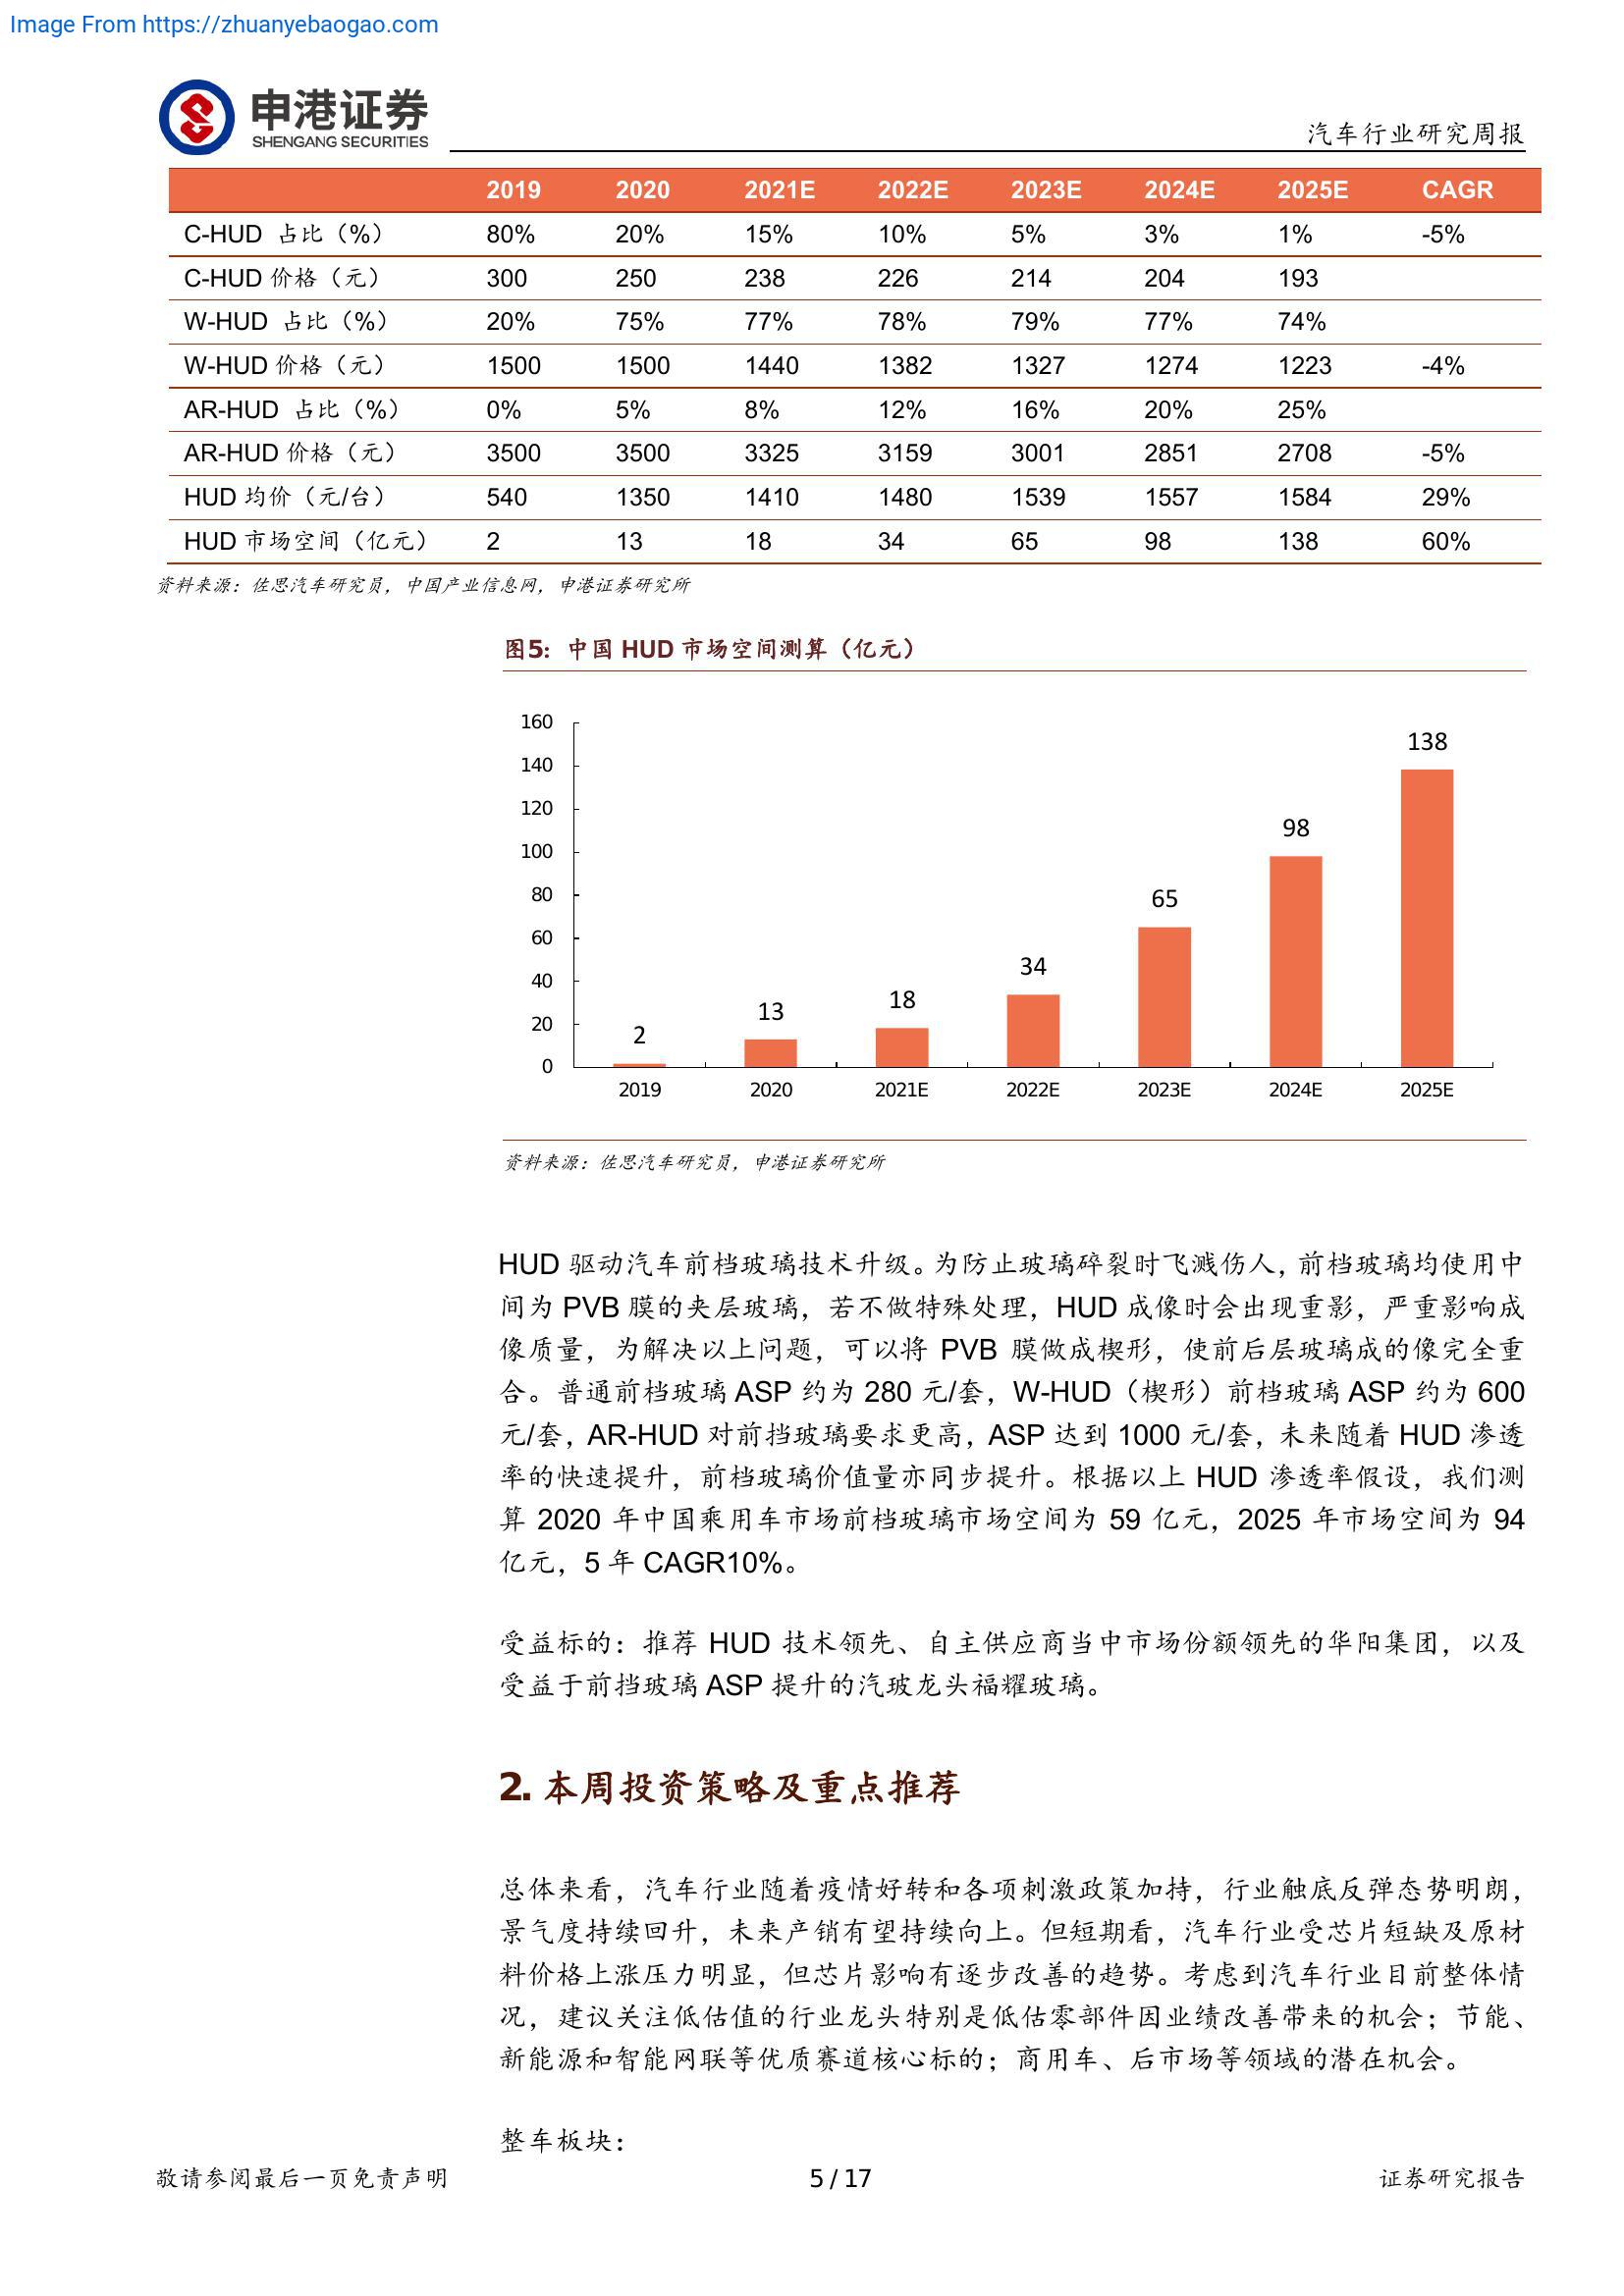 Image From https://zhuanyebaogao.com
申港证券
SHENGANG SECURITIES
汽车行业研究周报
2019 2020 2021E 2022E 2023E 2024E 2025E CAGR
C-HUD 占比（%） 80% 20% 15% 10% 5% 3% 1% -5%
C-HUD 价格（元） 300 250 238 226 214 204 193
W-HUD 占比（%） 20% 75% 77% 78% 79% 77% 74%
W-HUD 价格（元） 1500 1500 1440 1382 1327 1274 1223 -4%
AR-HUD 占比（%） 0% 5% 8% 12% 16% 20% 25%
AR-HUD 价格（元） 3500 3500 3325 3159 3001 2851 2708 -5%
HUD 均价（元/台） 540 1350 1410 1480 1539 1557 1584 29%
HUD 市场空间（亿元） 2 13 18 34 65 98 138 60%
资料来源：佐思汽车研究员，中国产业信息网，申港证券研究所
图5：中国 HUD 市场空间测算（亿元）
160
140
120
100
80
60
40
20
0
2
13
18
34
65
98
138
2019 2020 2021E 2022E 2023E 2024E 2025E
资料来源：佐思汽车研究员，申港证券研究所
HUD 驱动汽车前档玻璃技术升级。为防止玻璃碎裂时飞溅伤人，前档玻璃均使用中
间为 PVB 膜的夹层玻璃，若不做特殊处理，HUD 成像时会出现重影，严重影响成
像质量，为解决以上问题，可以将 PVB 膜做成楔形，使前后层玻璃成的像完全重
合。普通前档玻璃 ASP 约为 280 元/套，W-HUD（楔形）前档玻璃 ASP 约为 600
元/套，AR-HUD 对前挡玻璃要求更高，ASP 达到 1000 元/套，未来随着 HUD 渗透
率的快速提升，前档玻璃价值量亦同步提升。根据以上 HUD 渗透率假设，我们测
算 2020 年中国乘用车市场前档玻璃市场空间为 59 亿元，2025 年市场空间为 94
亿元，5 年 CAGR10%。
受益标的：推荐 HUD 技术领先、自主供应商当中市场份额领先的华阳集团，以及
受益于前挡玻璃 ASP 提升的汽玻龙头福耀玻璃。
2. 本周投资策略及重点推荐
总体来看，汽车行业随着疫情好转和各项刺激政策加持，行业触底反弹态势明朗，
景气度持续回升，未来产销有望持续向上。但短期看，汽车行业受芯片短缺及原材
料价格上涨压力明显，但芯片影响有逐步改善的趋势。考虑到汽车行业目前整体情
况，建议关注低估值的行业龙头特别是低估零部件因业绩改善带来的机会；节能、
新能源和智能网联等优质赛道核心标的；商用车、后市场等领域的潜在机会。
整车板块：
敬请参阅最后一页免责声明
5 / 17
证券研究报告